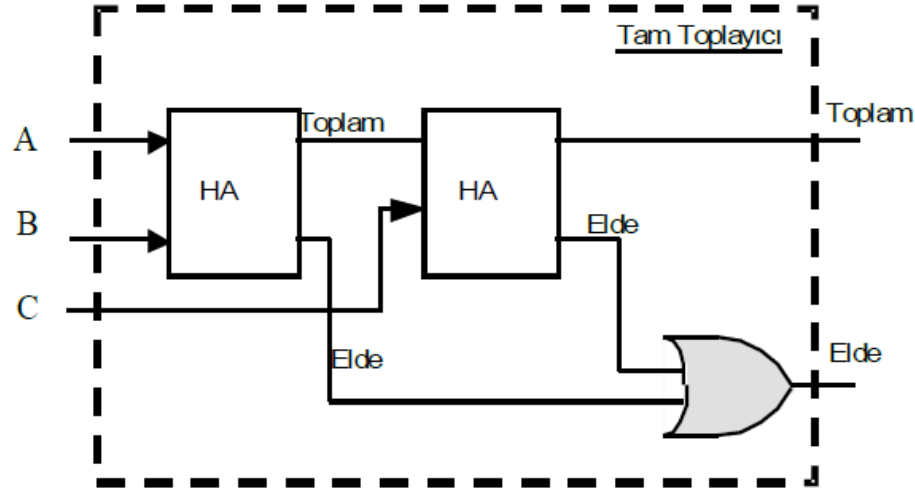 Tam Toplayıcı
Toplam
Toplam
A
HA
HA
B
Elde
C
Elde
Elde